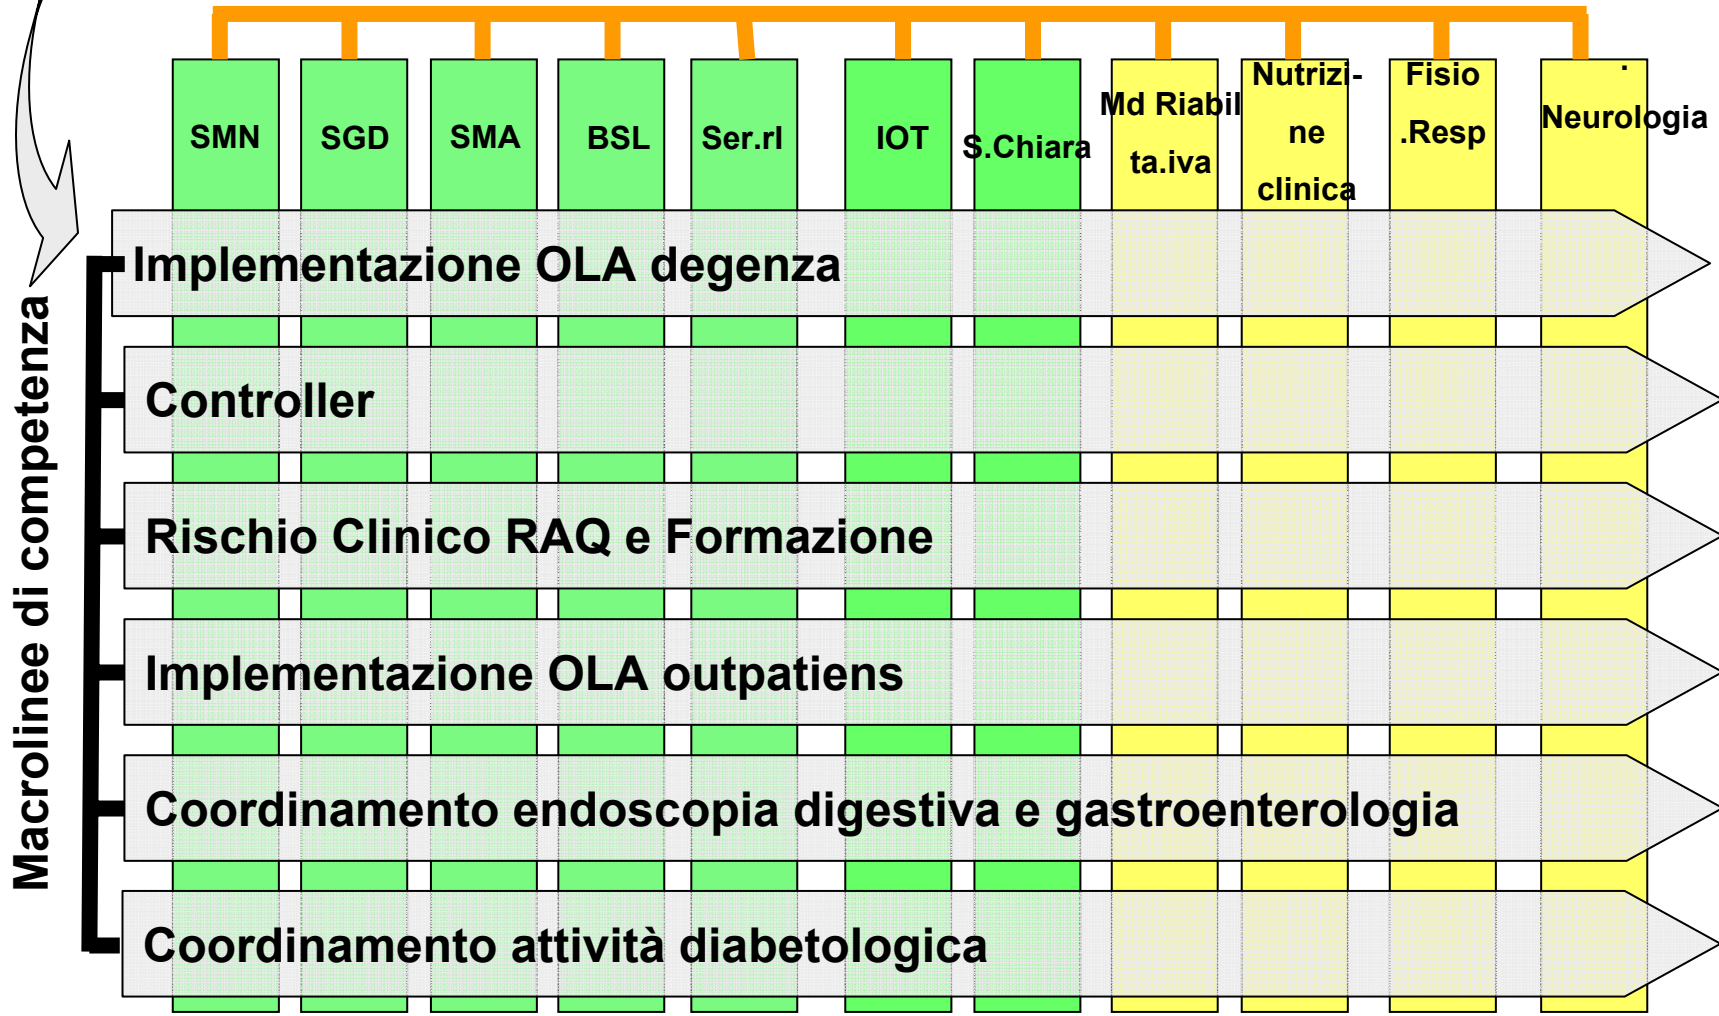 SMN
SGD
SMA
BSL
Ser.rl
IOT
S.Chiara
Md Riabil
ta.iva
Nutrizi-
ne
clinica
Fisio
.Resp
.
Neurologia
Macrolinee di competenza
Implementazione OLA degenza
Controller
Rischio Clinico RAQ e Formazione
Implementazione OLA outpatiens
Coordinamento endoscopia digestiva e gastroenterologia
Coordinamento attività diabetologica